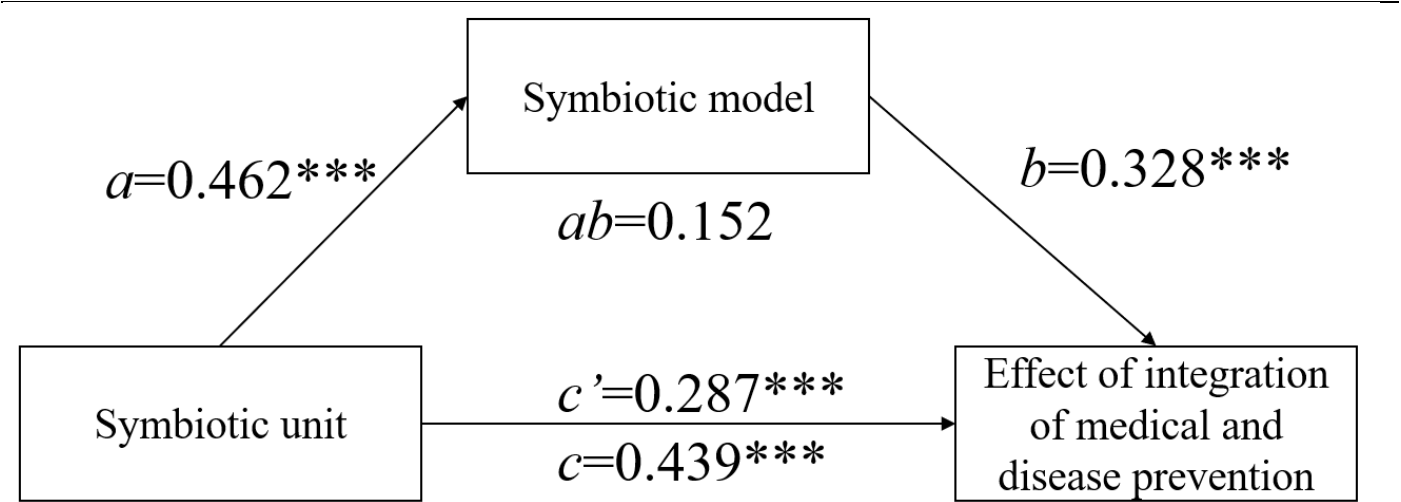 Symbiotic model
a=0.462***
b=0.328***
ab=0.152
Symbiotic unit
c’=0.287***
c=0.439***
Effect of integration
of medical and
disease prevention